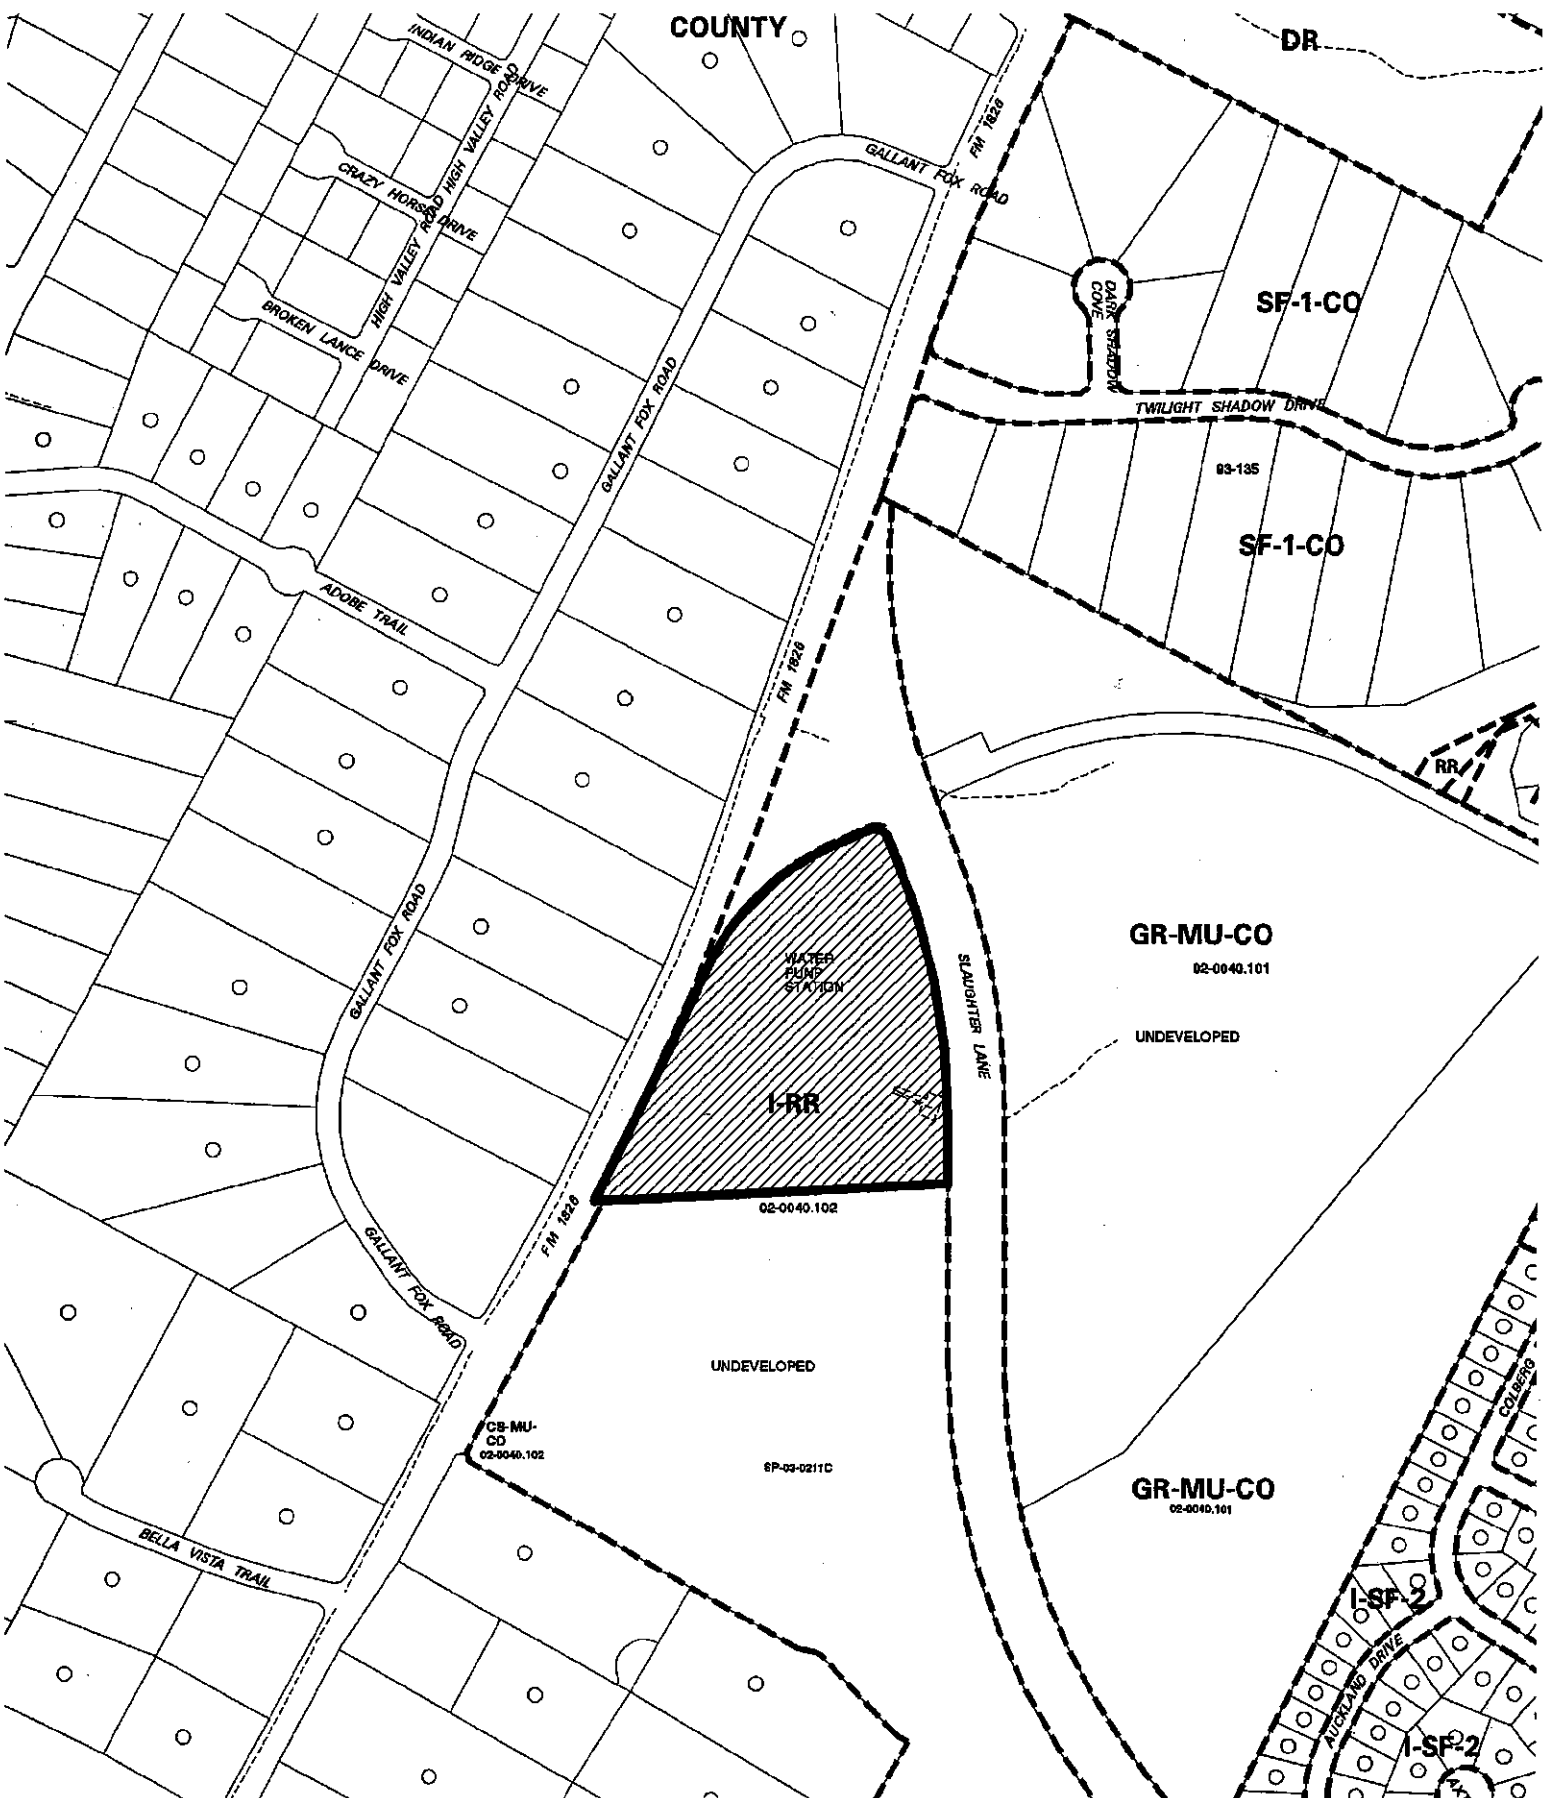 COUNTY
DR
INDIAN RIDGE DRIVE
HIGH VALLEY ROAD
FM 1826
GALLANT FOX ROAD
CRAZY HORSE DRIVE
HIGH VALLEY ROAD
DARK SHADOW
COVE
SF-1-CO
BROKEN LANCE DRIVE
GALLANT FOX ROAD
TWILIGHT SHADOW DRIVE
93-135
SF-1-CO
ADOBE TRAIL
FM 1826
RR
GALLANT FOX ROAD
WATER
PUMP
STATION
SLAUGHTER LANE
GR-MU-CO
02-0040.101
UNDEVELOPED
I-RR
02-0040.102
FM 1826
GALLANT FOX ROAD
UNDEVELOPED
COLBERG
CS-MU-
CO
02-0040.102
SP-03-0211C
GR-MU-CO
02-0040.101
BELLA VISTA TRAIL
I-SF-2
AUCKLAND DRIVE
I-SF-2
AX